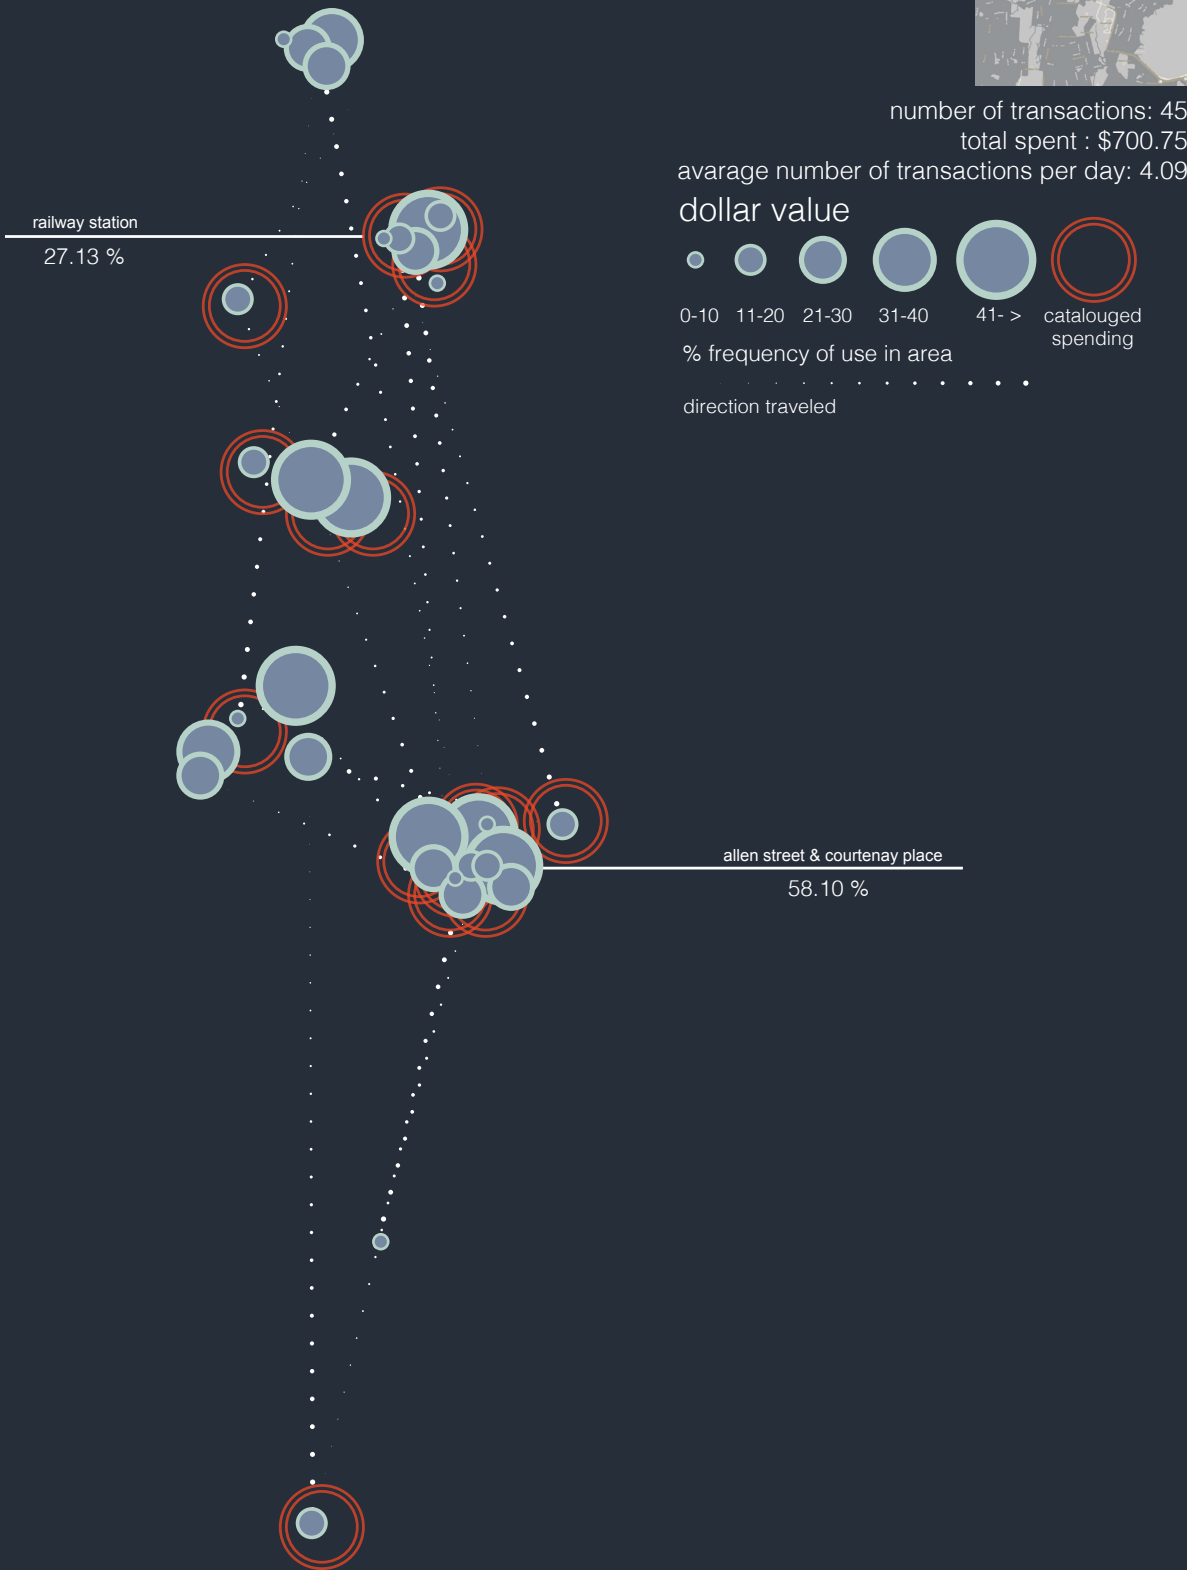 number of transactions: 45
total spent : $700.75
avarage number of transactions per day: 4.09
dollar value
0-10 11-20 21-30 31-40 41- > catalouged
spending
% frequency of use in area
direction traveled
railway station
27.13 %
allen street & courtenay place
58.10 %